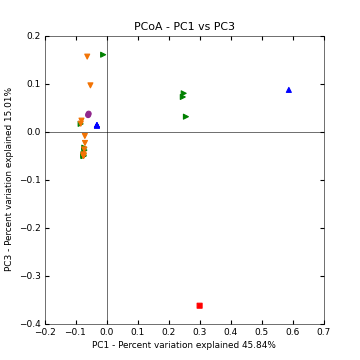 PCoA - PC1 vs PC3
0.2
0.1
0.0
−0.1
−0.2
−0.3
−0.4
PC3 - Percent variation explained 15.01%
−0.2 −0.1 0.0 0.1 0.2 0.3 0.4 0.5 0.6 0.7
PC1 - Percent variation explained 45.84%